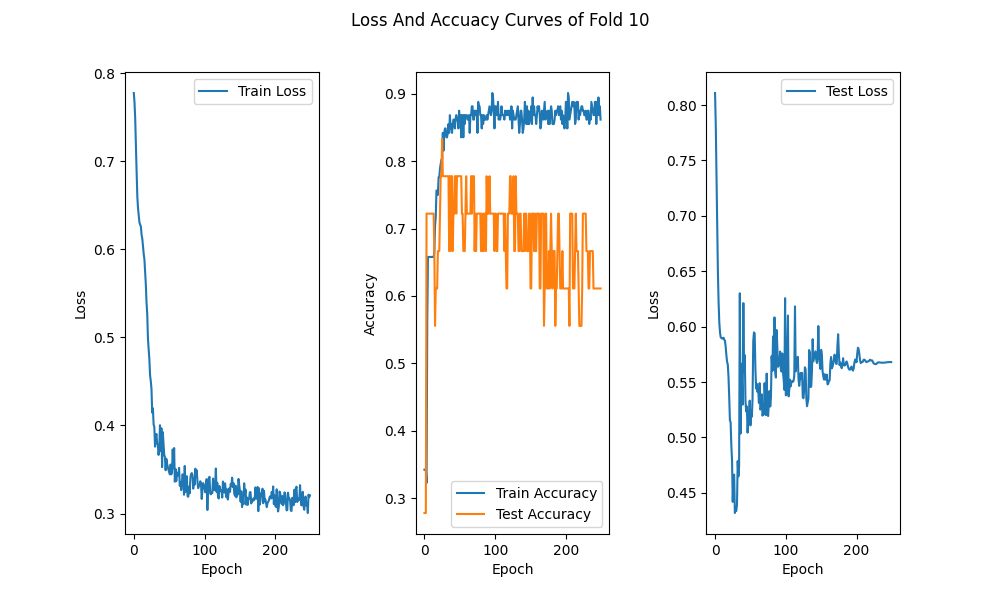 Loss And Accuacy Curves of Fold 10
Train Loss
0.8
0.7
0.6
0.5
0.4
0.3
Loss
0
100
200
Epoch
0.9
0.8
0.7
0.6
0.5
0.4
0.3
Accuracy
Train Accuracy
Test Accuracy
0
100
200
Epoch
Test Loss
0.80
0.75
0.70
0.65
0.60
0.55
0.50
0.45
Loss
0
100
200
Epoch